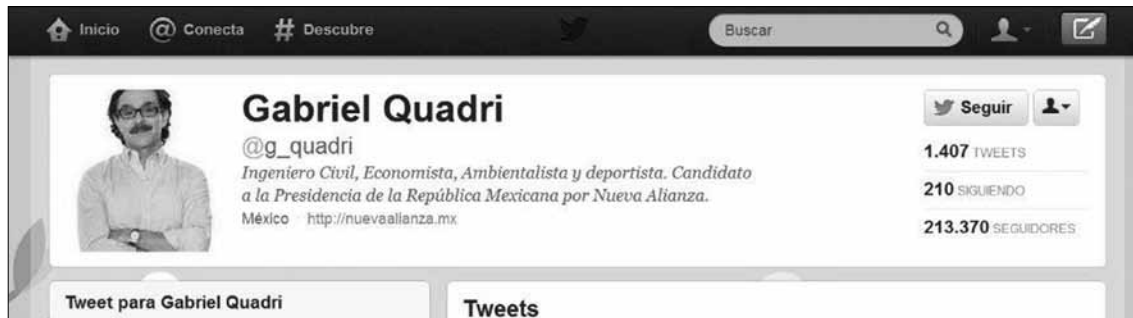 Inicio @ Conecta # Descubre Buscar
Gabriel Quadri
@g_quadri
Ingeniero Civil, Economista, Ambientalista y deportista. Candidato
a la Presidencia de la República Mexicana por Nueva Alianza.
México · http://nuevaalianza.mx
Seguir
1.407 TWEETS
210 SIGUIENDO
213.370 SEGUIDORES
Tweet para Gabriel Quadri
Tweets